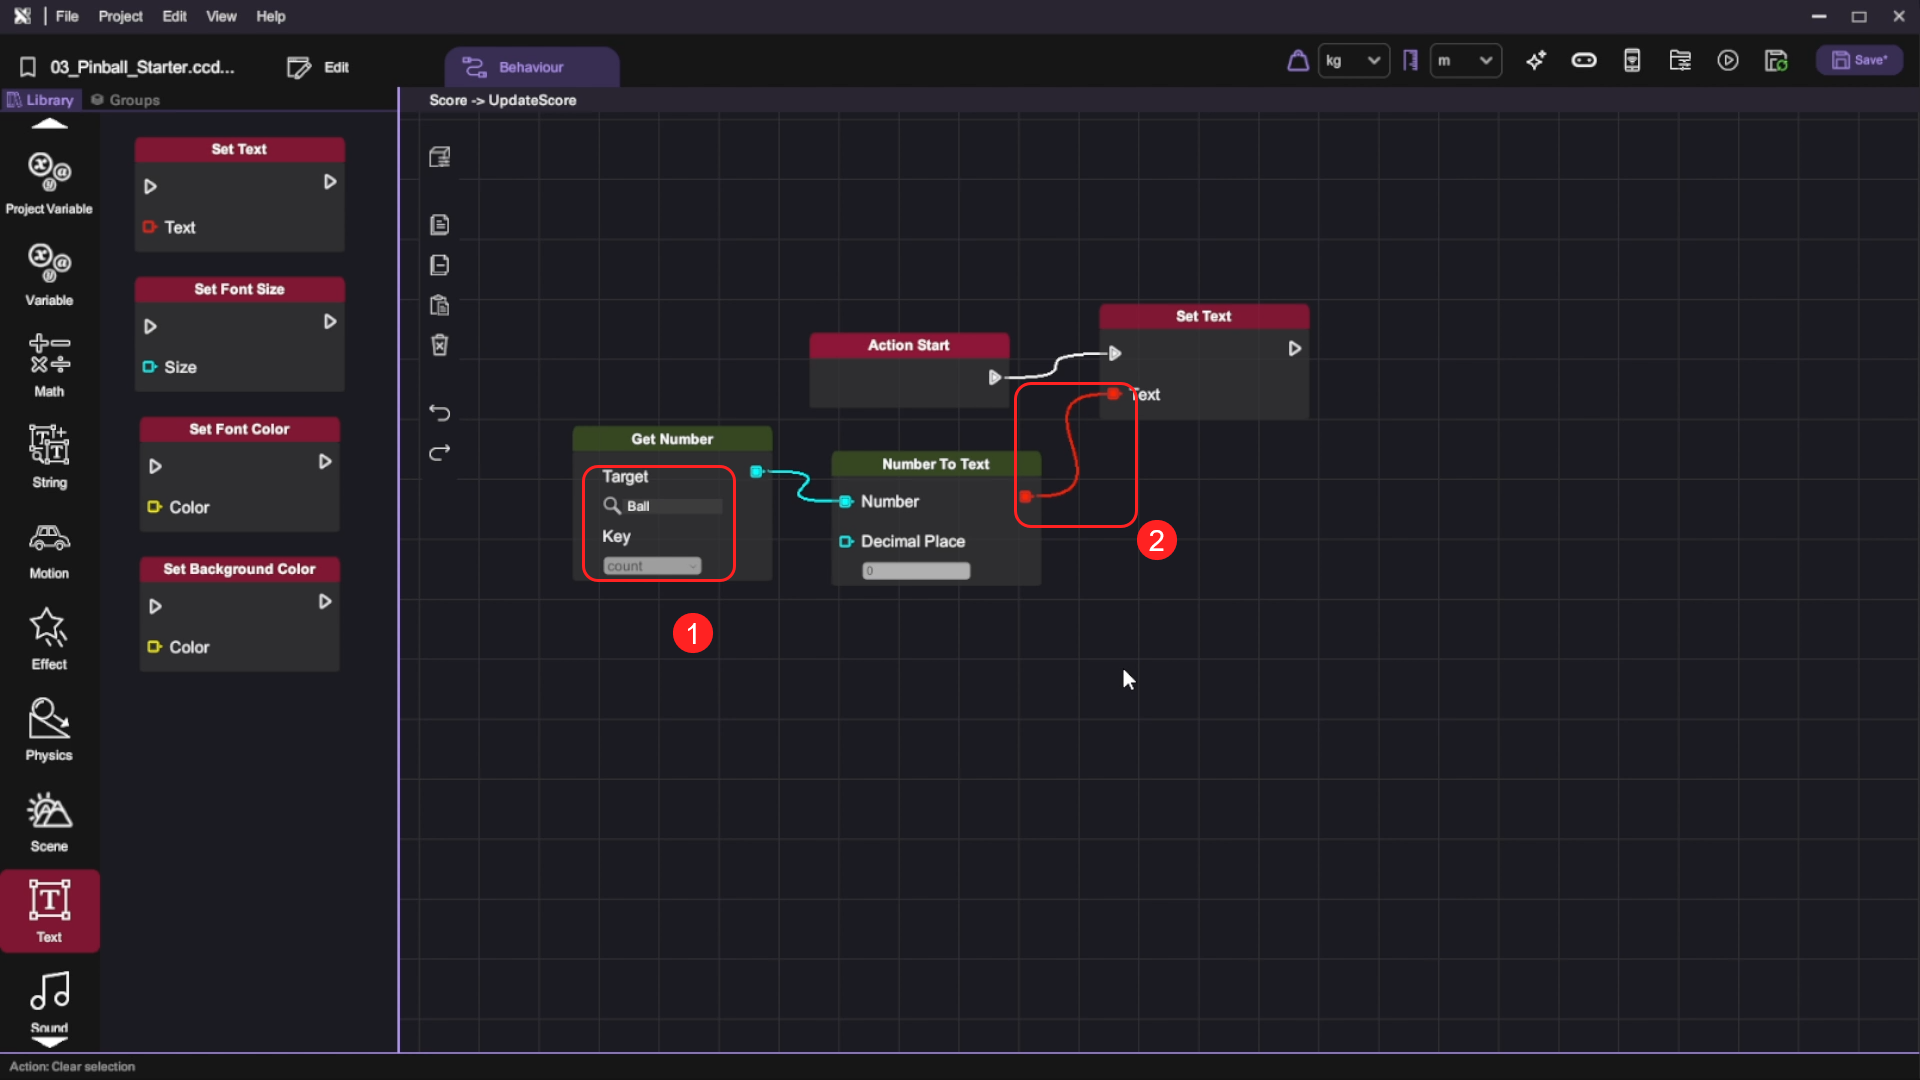 File Project Edit View Help
03_Pinball_Starter.ccd... Edit
Behaviour
kg m Save*
Library Groups
Score -> UpdateScore
Project Variable
Variable
Math
String
Motion
Effect
Physics
Scene
Text
Sound
Set Text
Text
Set Font Size
Size
Set Font Color
Color
Set Background Color
Color
Action Start
Set Text
Text
Get Number
Target
Ball
Key
count
Number To Text
Number
Decimal Place
0
1
2
Action: Clear selection